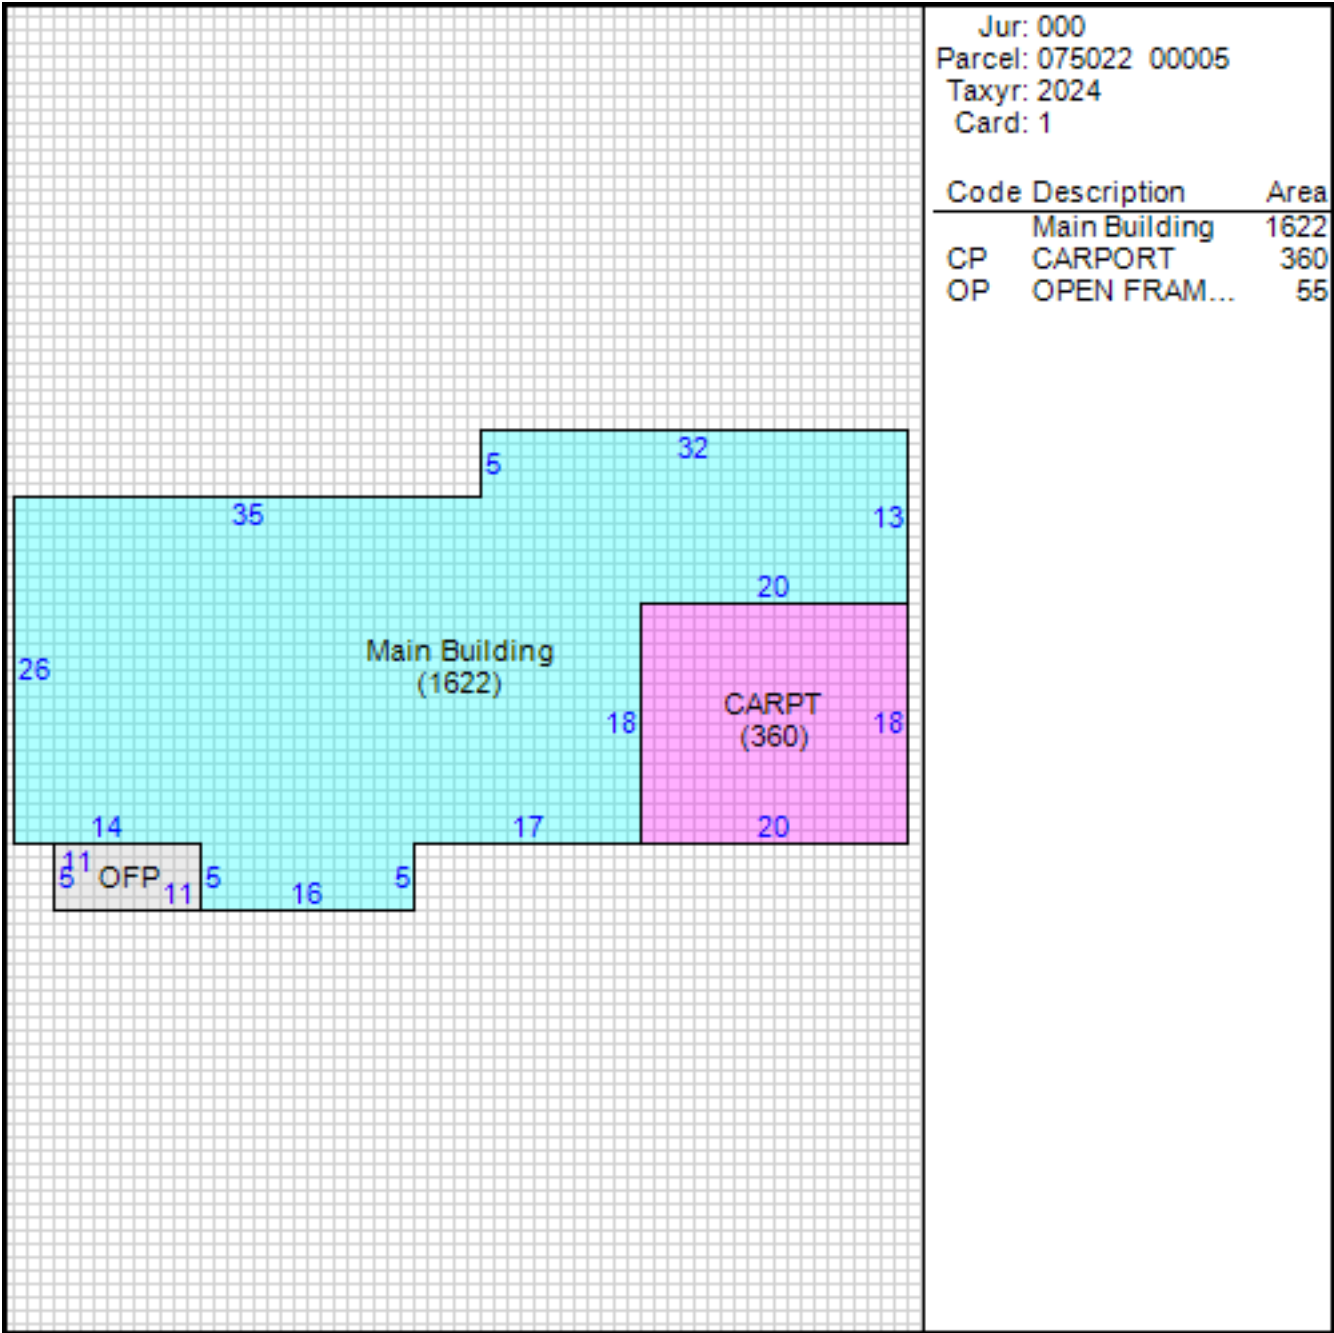 Jur: 000
Parcel: 075022 00005
Taxyr: 2024
Card: 1
Code Description Area
Main Building 1622
CP CARPORT 360
OP OPEN FRAM... 55
32
5
35
13
20
Main Building
(1622)
26
CARPT
(360)
18
18
14
17
20
11
5
OFP
11
5
16
5